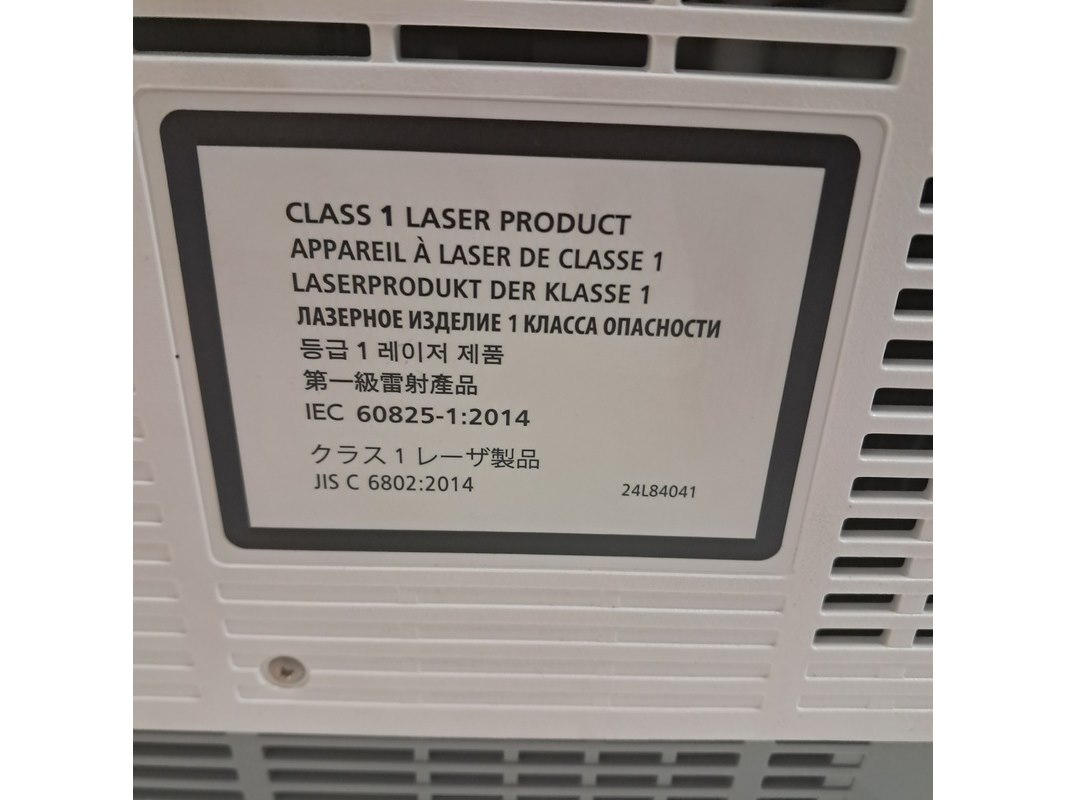 CLASS 1 LASER PRODUCT
APPAREIL À LASER DE CLASSE 1
LASERPRODUKT DER KLASSE 1
ЛАЗЕРНОЕ ИЗДЕЛИЕ 1 КЛАССА ОПАСНОСТИ
등급 1 레이저 제품
第一級雷射產品
IEC 60825-1:2014
クラス 1 レーザ製品
JIS C 6802:2014
24L84041